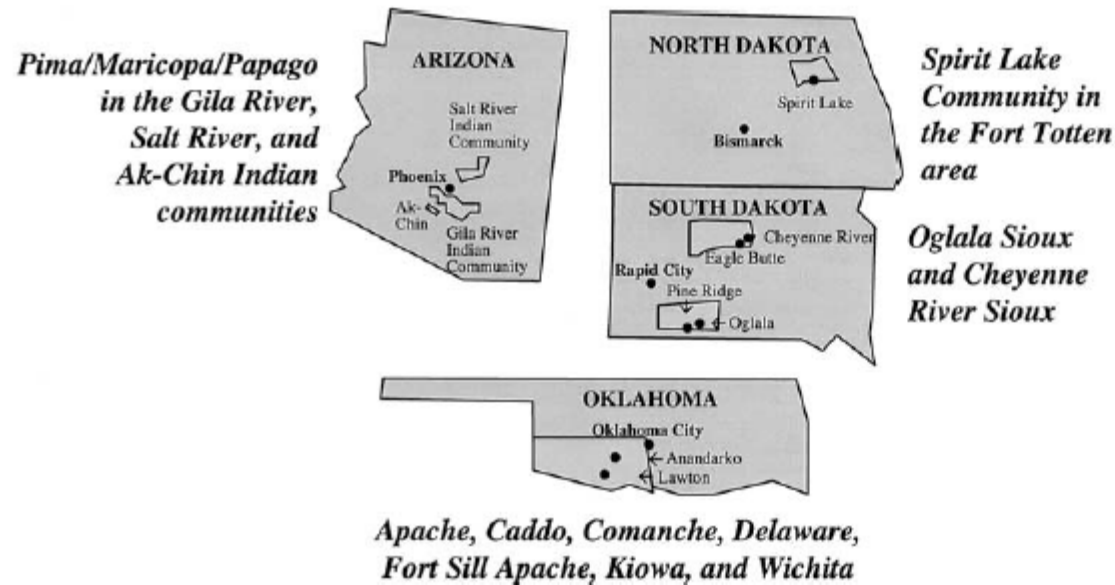 Pima/Maricopa/Papago
in the Gila River,
Salt River, and
Ak-Chin Indian
communities
ARIZONA
Salt River
Indian
Community
Phoenix
Ak-
Chin
Gila River
Indian
Community
NORTH DAKOTA
Spirit Lake
Bismarck
Spirit Lake
Community in
the Fort Totten
area
SOUTH DAKOTA
Cheyenne River
Eagle Butte
Rapid City
Pine Ridge
Oglala
Oglala Sioux
and Cheyenne
River Sioux
OKLAHOMA
Oklahoma City
Anandarko
Lawton
Apache, Caddo, Comanche, Delaware,
Fort Sill Apache, Kiowa, and Wichita